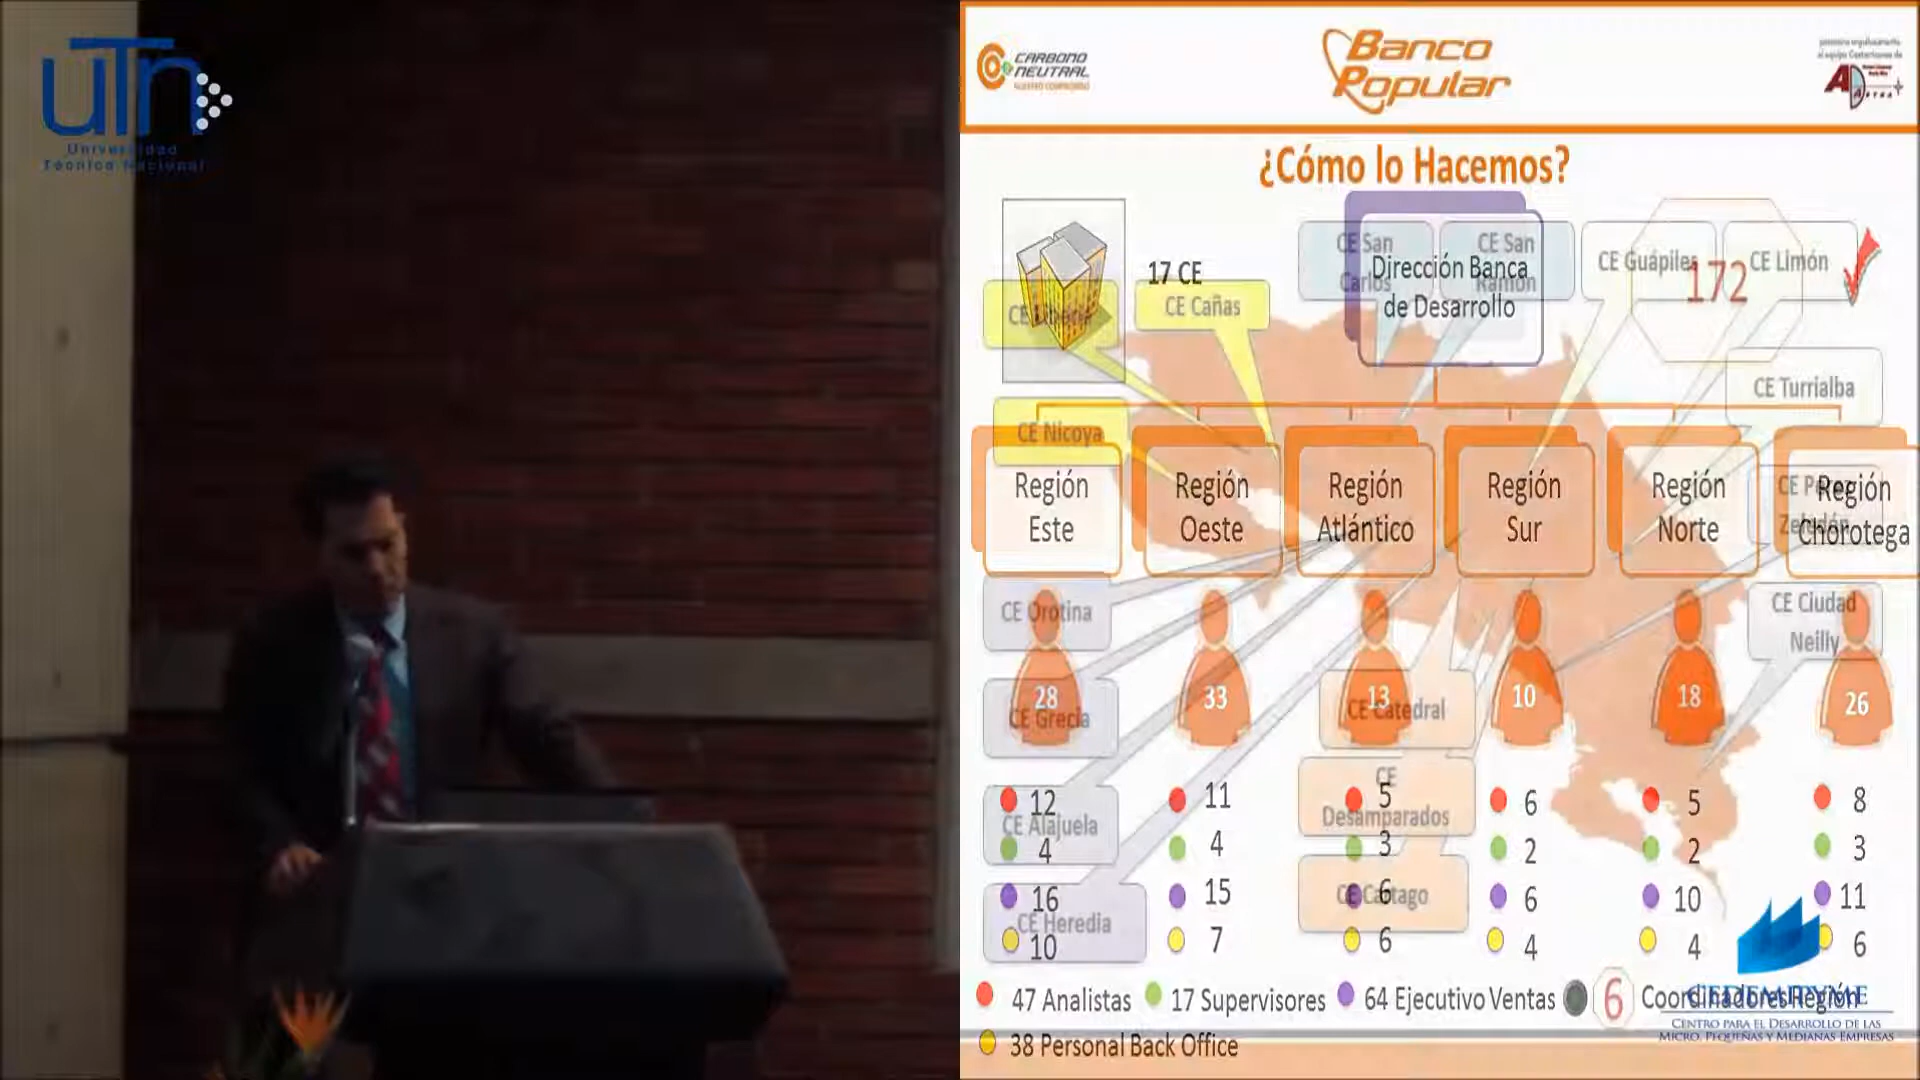 uTn
Universidad
Técnica Nacional
CARBONO
NEUTRAL
NUESTRO COMPROMISO
Banco
Popular
¿Cómo lo Hacemos?
17 CE
CE Cañas
CE San
Carlos
CE San
Ramón
Dirección Banca
de Desarrollo
CE Guápiles
172
CE Limón
CE Turrialba
CE Nicoya
Región
Este
Región
Oeste
Región
Atlántico
Región
Sur
Región
Norte
Región
Chorotega
CE Orotina
CE Ciudad
Neilly
28
33
13
10
18
26
CE Grecia
CE Catedral
CE
Desamparados
CE Alajuela
CE Cartago
CE Heredia
12
11
5
6
5
8
4
4
3
2
2
3
16
15
6
6
10
11
10
7
6
4
4
6
47 Analistas
17 Supervisores
64 Ejecutivo Ventas
6
Coordinadores Región
38 Personal Back Office
CEDEMIPYME
CENTRO PARA EL DESARROLLO DE LAS
MICRO, PEQUEÑAS Y MEDIANAS EMPRESAS